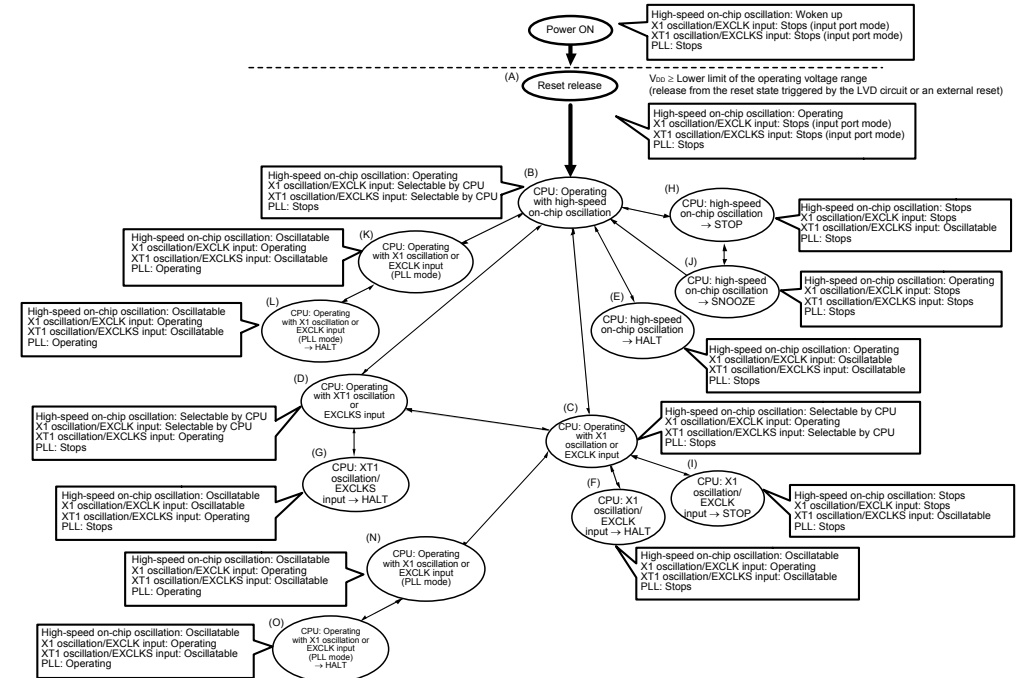 Power ON
High-speed on-chip oscillation: Woken up
X1 oscillation/EXCLK input: Stops (input port mode)
XT1 oscillation/EXCLKS input: Stops (input port mode)
PLL: Stops
(A)
Reset release
VDD ≥ Lower limit of the operating voltage range
(release from the reset state triggered by the LVD circuit or an external reset)
High-speed on-chip oscillation: Operating
X1 oscillation/EXCLK input: Stops (input port mode)
XT1 oscillation/EXCLKS input: Stops (input port mode)
PLL: Stops
High-speed on-chip oscillation: Operating
X1 oscillation/EXCLK input: Selectable by CPU
XT1 oscillation/EXCLKS input: Selectable by CPU
PLL: Stops
(B)
CPU: Operating
with high-speed
on-chip oscillation
(H)
CPU: high-speed
on-chip oscillation
→ STOP
High-speed on-chip oscillation: Stops
X1 oscillation/EXCLK input: Stops
XT1 oscillation/EXCLKS input: Oscillatable
PLL: Stops
High-speed on-chip oscillation: Oscillatable
X1 oscillation/EXCLK input: Operating
XT1 oscillation/EXCLKS input: Oscillatable
PLL: Operating
(K)
CPU: Operating
with X1 oscillation or
EXCLK input
(PLL mode)
(J)
CPU: high-speed
on-chip oscillation
→ SNOOZE
High-speed on-chip oscillation: Operating
X1 oscillation/EXCLK input: Stops
XT1 oscillation/EXCLKS input: Stops
PLL: Stops
High-speed on-chip oscillation: Oscillatable
X1 oscillation/EXCLK input: Operating
XT1 oscillation/EXCLKS input: Oscillatable
PLL: Operating
(L)
CPU: Operating
with X1 oscillation or
EXCLK input
(PLL mode)
→ HALT
(E)
CPU: high-speed
on-chip oscillation
→ HALT
High-speed on-chip oscillation: Operating
X1 oscillation/EXCLK input: Oscillatable
XT1 oscillation/EXCLKS input: Oscillatable
PLL: Stops
(D)
CPU: Operating
with XT1 oscillation
or
EXCLKS input
High-speed on-chip oscillation: Selectable by CPU
X1 oscillation/EXCLK input: Selectable by CPU
XT1 oscillation/EXCLKS input: Operating
PLL: Stops
(C)
CPU: Operating
with X1
oscillation or
EXCLK input
High-speed on-chip oscillation: Selectable by CPU
X1 oscillation/EXCLK input: Operating
XT1 oscillation/EXCLKS input: Selectable by CPU
PLL: Stops
(G)
CPU: XT1
oscillation/
EXCLKS
input → HALT
High-speed on-chip oscillation: Oscillatable
X1 oscillation/EXCLK input: Oscillatable
XT1 oscillation/EXCLKS input: Operating
PLL: Stops
(F)
CPU: X1
oscillation/
EXCLK
input → HALT
(I)
CPU: X1
oscillation/
EXCLK
input → STOP
High-speed on-chip oscillation: Stops
X1 oscillation/EXCLK input: Stops
XT1 oscillation/EXCLKS input: Oscillatable
PLL: Stops
(N)
CPU: Operating
with X1 oscillation or
EXCLK input
(PLL mode)
High-speed on-chip oscillation: Oscillatable
X1 oscillation/EXCLK input: Operating
XT1 oscillation/EXCLKS input: Oscillatable
PLL: Operating
High-speed on-chip oscillation: Oscillatable
X1 oscillation/EXCLK input: Operating
XT1 oscillation/EXCLKS input: Oscillatable
PLL: Stops
(O)
CPU: Operating
with X1 oscillation or
EXCLK input
(PLL mode)
→ HALT
High-speed on-chip oscillation: Oscillatable
X1 oscillation/EXCLK input: Operating
XT1 oscillation/EXCLKS input: Oscillatable
PLL: Operating